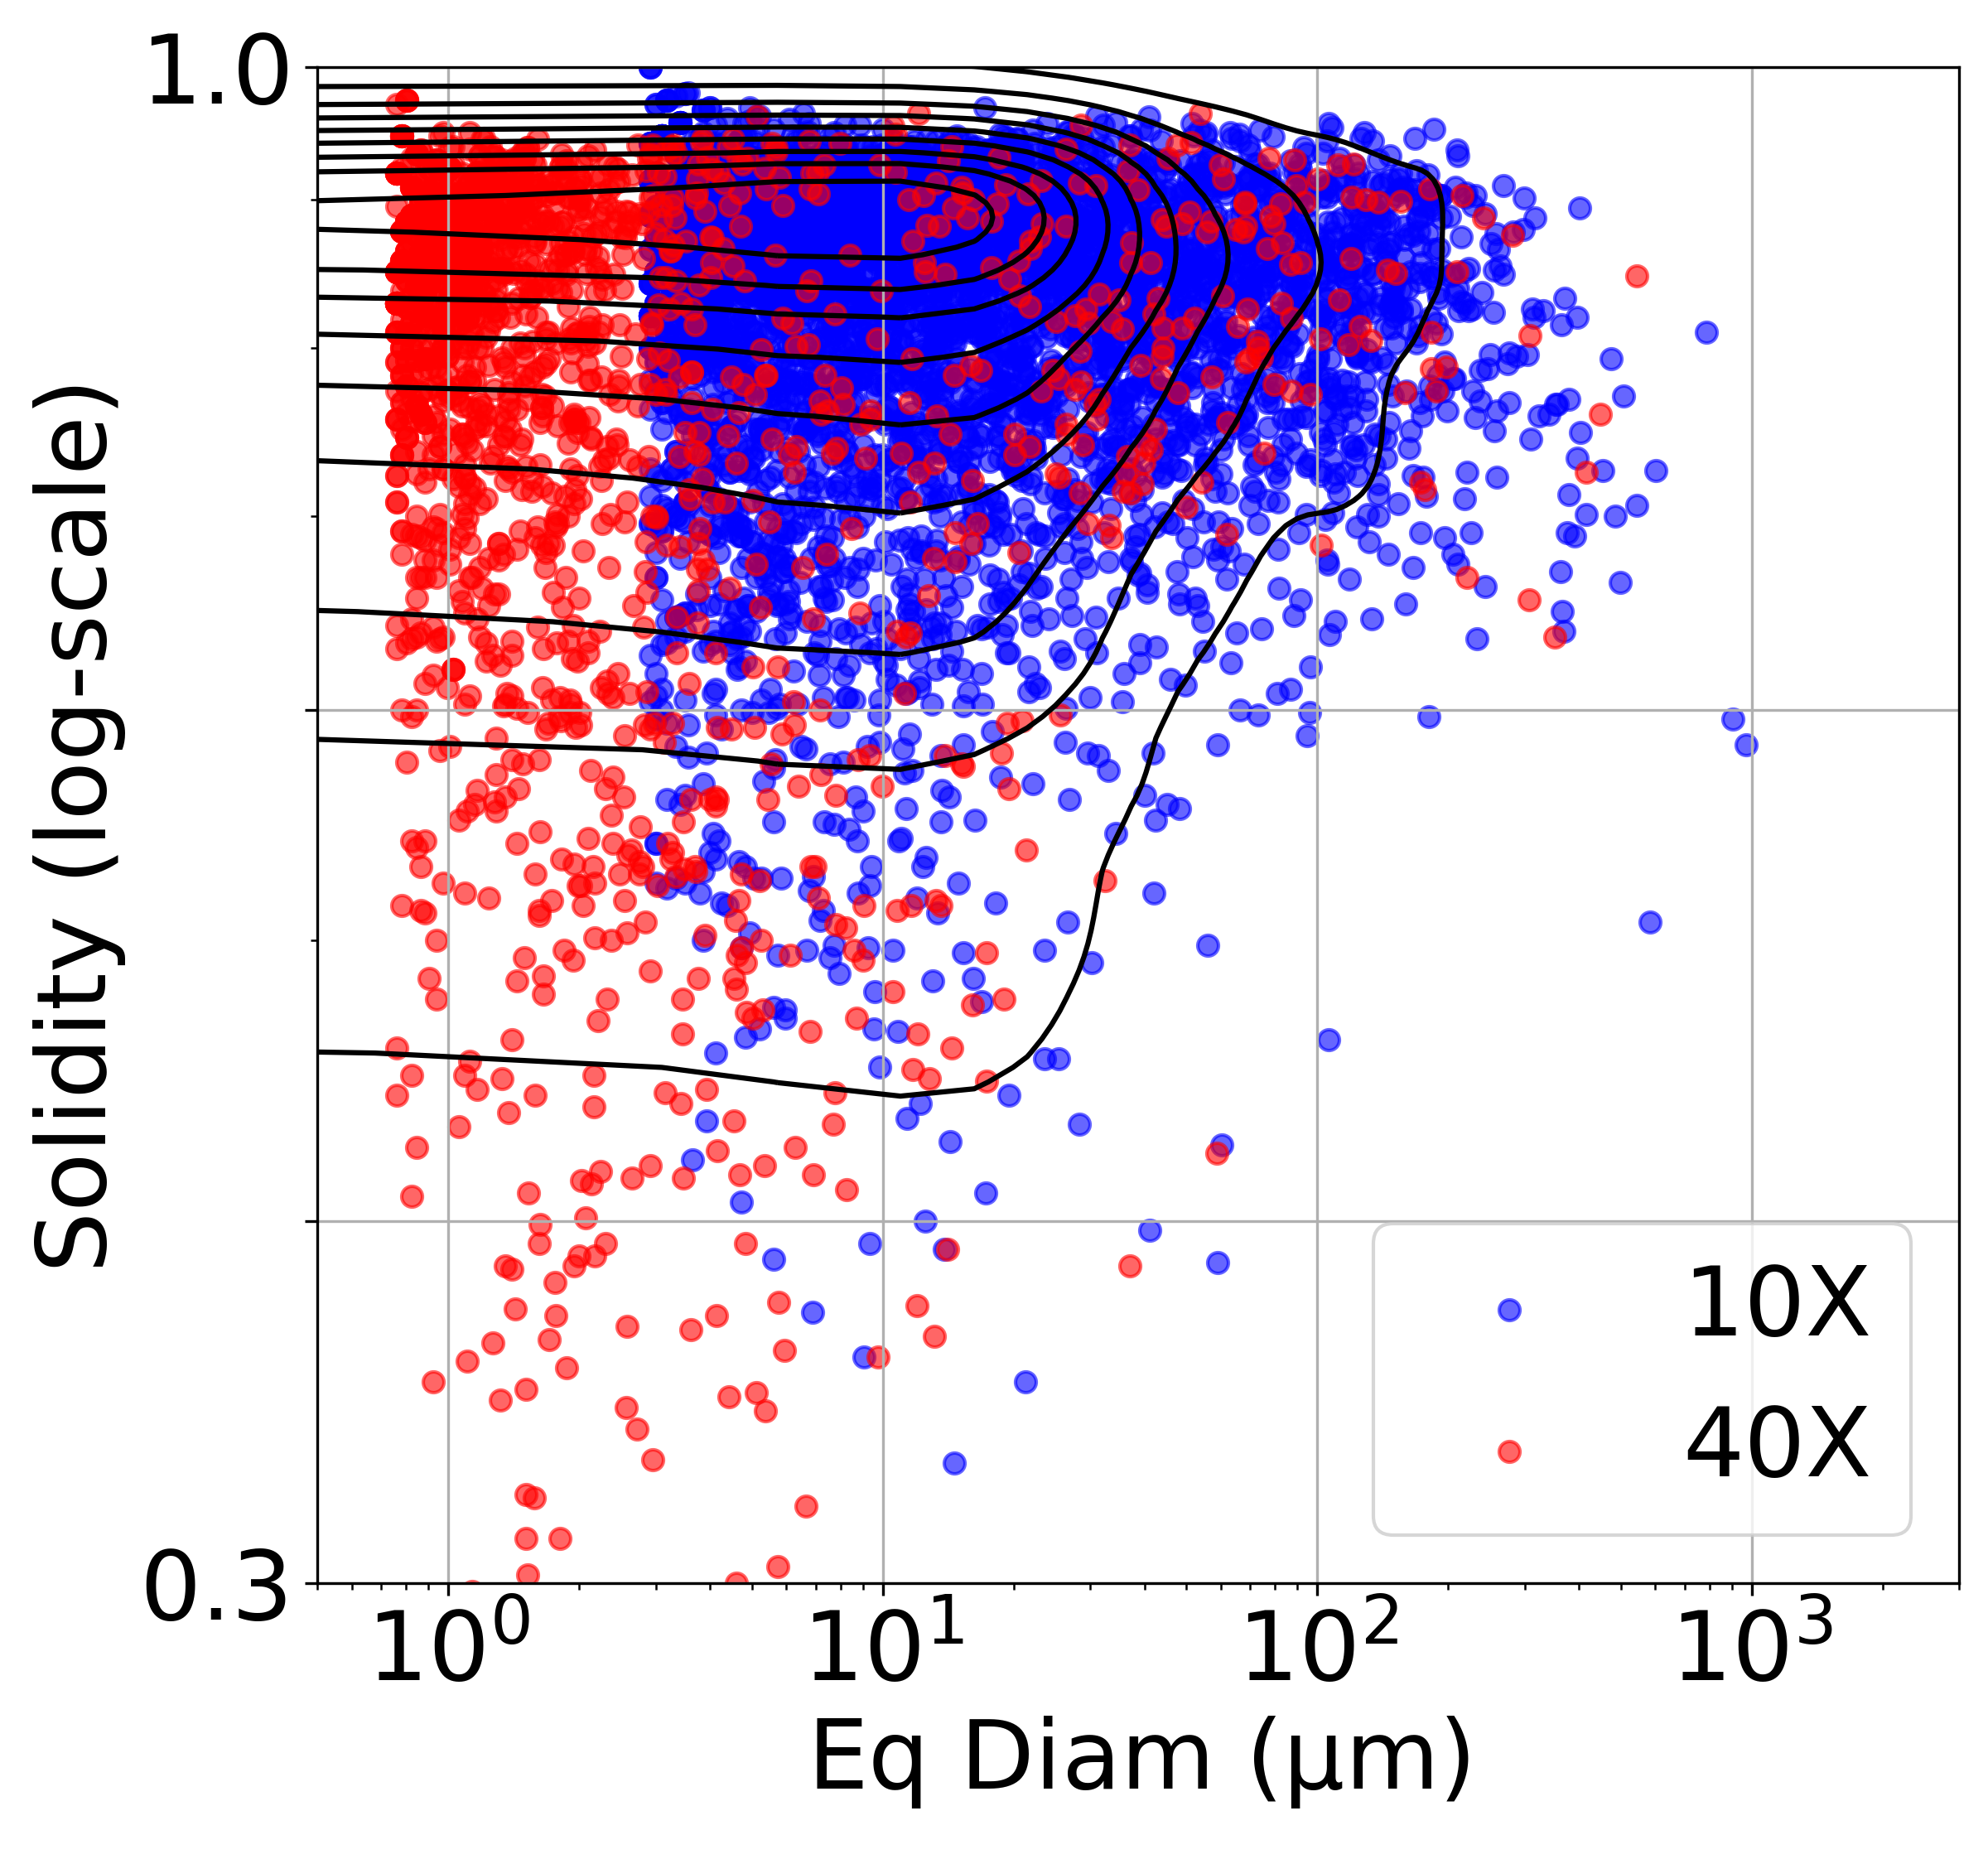 1.0
Solidity (log-scale)
0.3
10X
40X
10⁰ 10¹ 10² 10³
Eq Diam (µm)